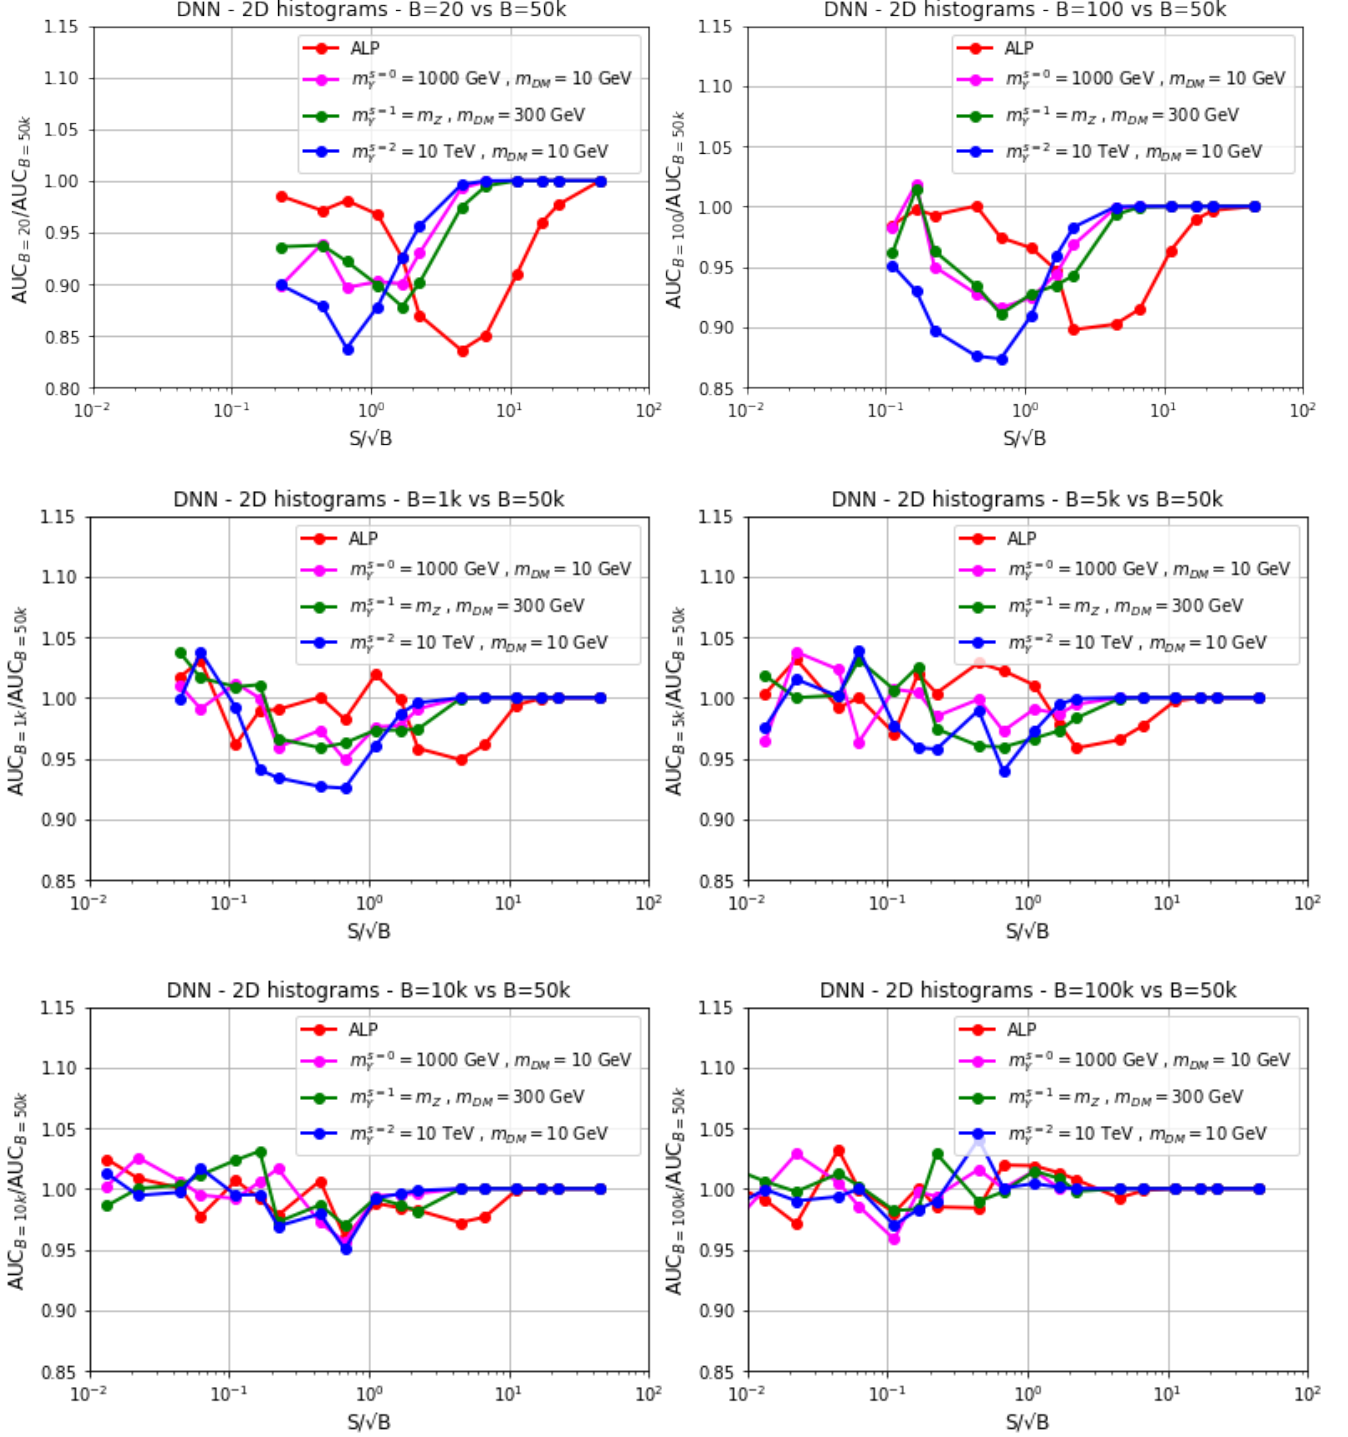 DNN - 2D histograms - B=20 vs B=50k
1.15
1.10
1.05
1.00
0.95
0.90
0.85
0.80
AUC_{B=20}/AUC_{B=50k}
ALP
m_Y^{s=0} = 1000 GeV , m_{DM} = 10 GeV
m_Y^{s=1} = m_Z , m_{DM} = 300 GeV
m_Y^{s=2} = 10 TeV , m_{DM} = 10 GeV
10^{-2} 10^{-1} 10^{0} 10^{1} 10^{2}
S/√B
DNN - 2D histograms - B=100 vs B=50k
1.15
1.10
1.05
1.00
0.95
0.90
0.85
AUC_{B=100}/AUC_{B=50k}
ALP
m_Y^{s=0} = 1000 GeV , m_{DM} = 10 GeV
m_Y^{s=1} = m_Z , m_{DM} = 300 GeV
m_Y^{s=2} = 10 TeV , m_{DM} = 10 GeV
10^{-2} 10^{-1} 10^{0} 10^{1} 10^{2}
S/√B
DNN - 2D histograms - B=1k vs B=50k
1.15
1.10
1.05
1.00
0.95
0.90
0.85
AUC_{B=1k}/AUC_{B=50k}
ALP
m_Y^{s=0} = 1000 GeV , m_{DM} = 10 GeV
m_Y^{s=1} = m_Z , m_{DM} = 300 GeV
m_Y^{s=2} = 10 TeV , m_{DM} = 10 GeV
10^{-2} 10^{-1} 10^{0} 10^{1} 10^{2}
S/√B
DNN - 2D histograms - B=5k vs B=50k
1.15
1.10
1.05
1.00
0.95
0.90
0.85
AUC_{B=5k}/AUC_{B=50k}
ALP
m_Y^{s=0} = 1000 GeV , m_{DM} = 10 GeV
m_Y^{s=1} = m_Z , m_{DM} = 300 GeV
m_Y^{s=2} = 10 TeV , m_{DM} = 10 GeV
10^{-2} 10^{-1} 10^{0} 10^{1} 10^{2}
S/√B
DNN - 2D histograms - B=10k vs B=50k
1.15
1.10
1.05
1.00
0.95
0.90
0.85
AUC_{B=10k}/AUC_{B=50k}
ALP
m_Y^{s=0} = 1000 GeV , m_{DM} = 10 GeV
m_Y^{s=1} = m_Z , m_{DM} = 300 GeV
m_Y^{s=2} = 10 TeV , m_{DM} = 10 GeV
10^{-2} 10^{-1} 10^{0} 10^{1} 10^{2}
S/√B
DNN - 2D histograms - B=100k vs B=50k
1.15
1.10
1.05
1.00
0.95
0.90
0.85
AUC_{B=100k}/AUC_{B=50k}
ALP
m_Y^{s=0} = 1000 GeV , m_{DM} = 10 GeV
m_Y^{s=1} = m_Z , m_{DM} = 300 GeV
m_Y^{s=2} = 10 TeV , m_{DM} = 10 GeV
10^{-2} 10^{-1} 10^{0} 10^{1} 10^{2}
S/√B